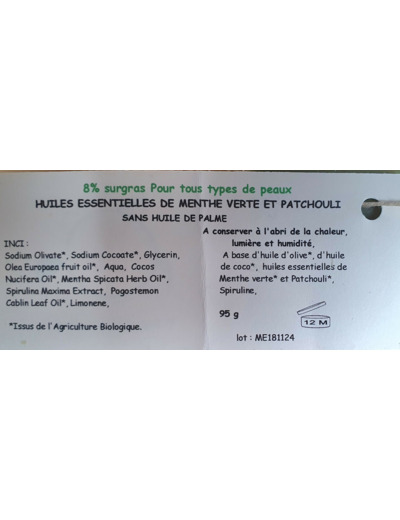 8% surgras Pour tous types de peaux
HUILES ESSENTIELLES DE MENTHE VERTE ET PATCHOULI
SANS HUILE DE PALME
INCI :
Sodium Olivate*, Sodium Cocoate*, Glycerin,
Olea Europaea fruit oil*, Aqua, Cocos
Nucifera Oil*, Mentha Spicata Herb Oil*,
Spirulina Maxima Extract, Pogostemon
Cablin Leaf Oil*, Limonene,
*Issus de l'Agriculture Biologique.
A conserver à l'abri de la chaleur,
lumière et humidité,
A base d'huile d'olive*, d'huile
de coco*, huiles essentielles de
Menthe verte* et Patchouli*,
Spiruline,
95 g
12 M
lot : ME181124